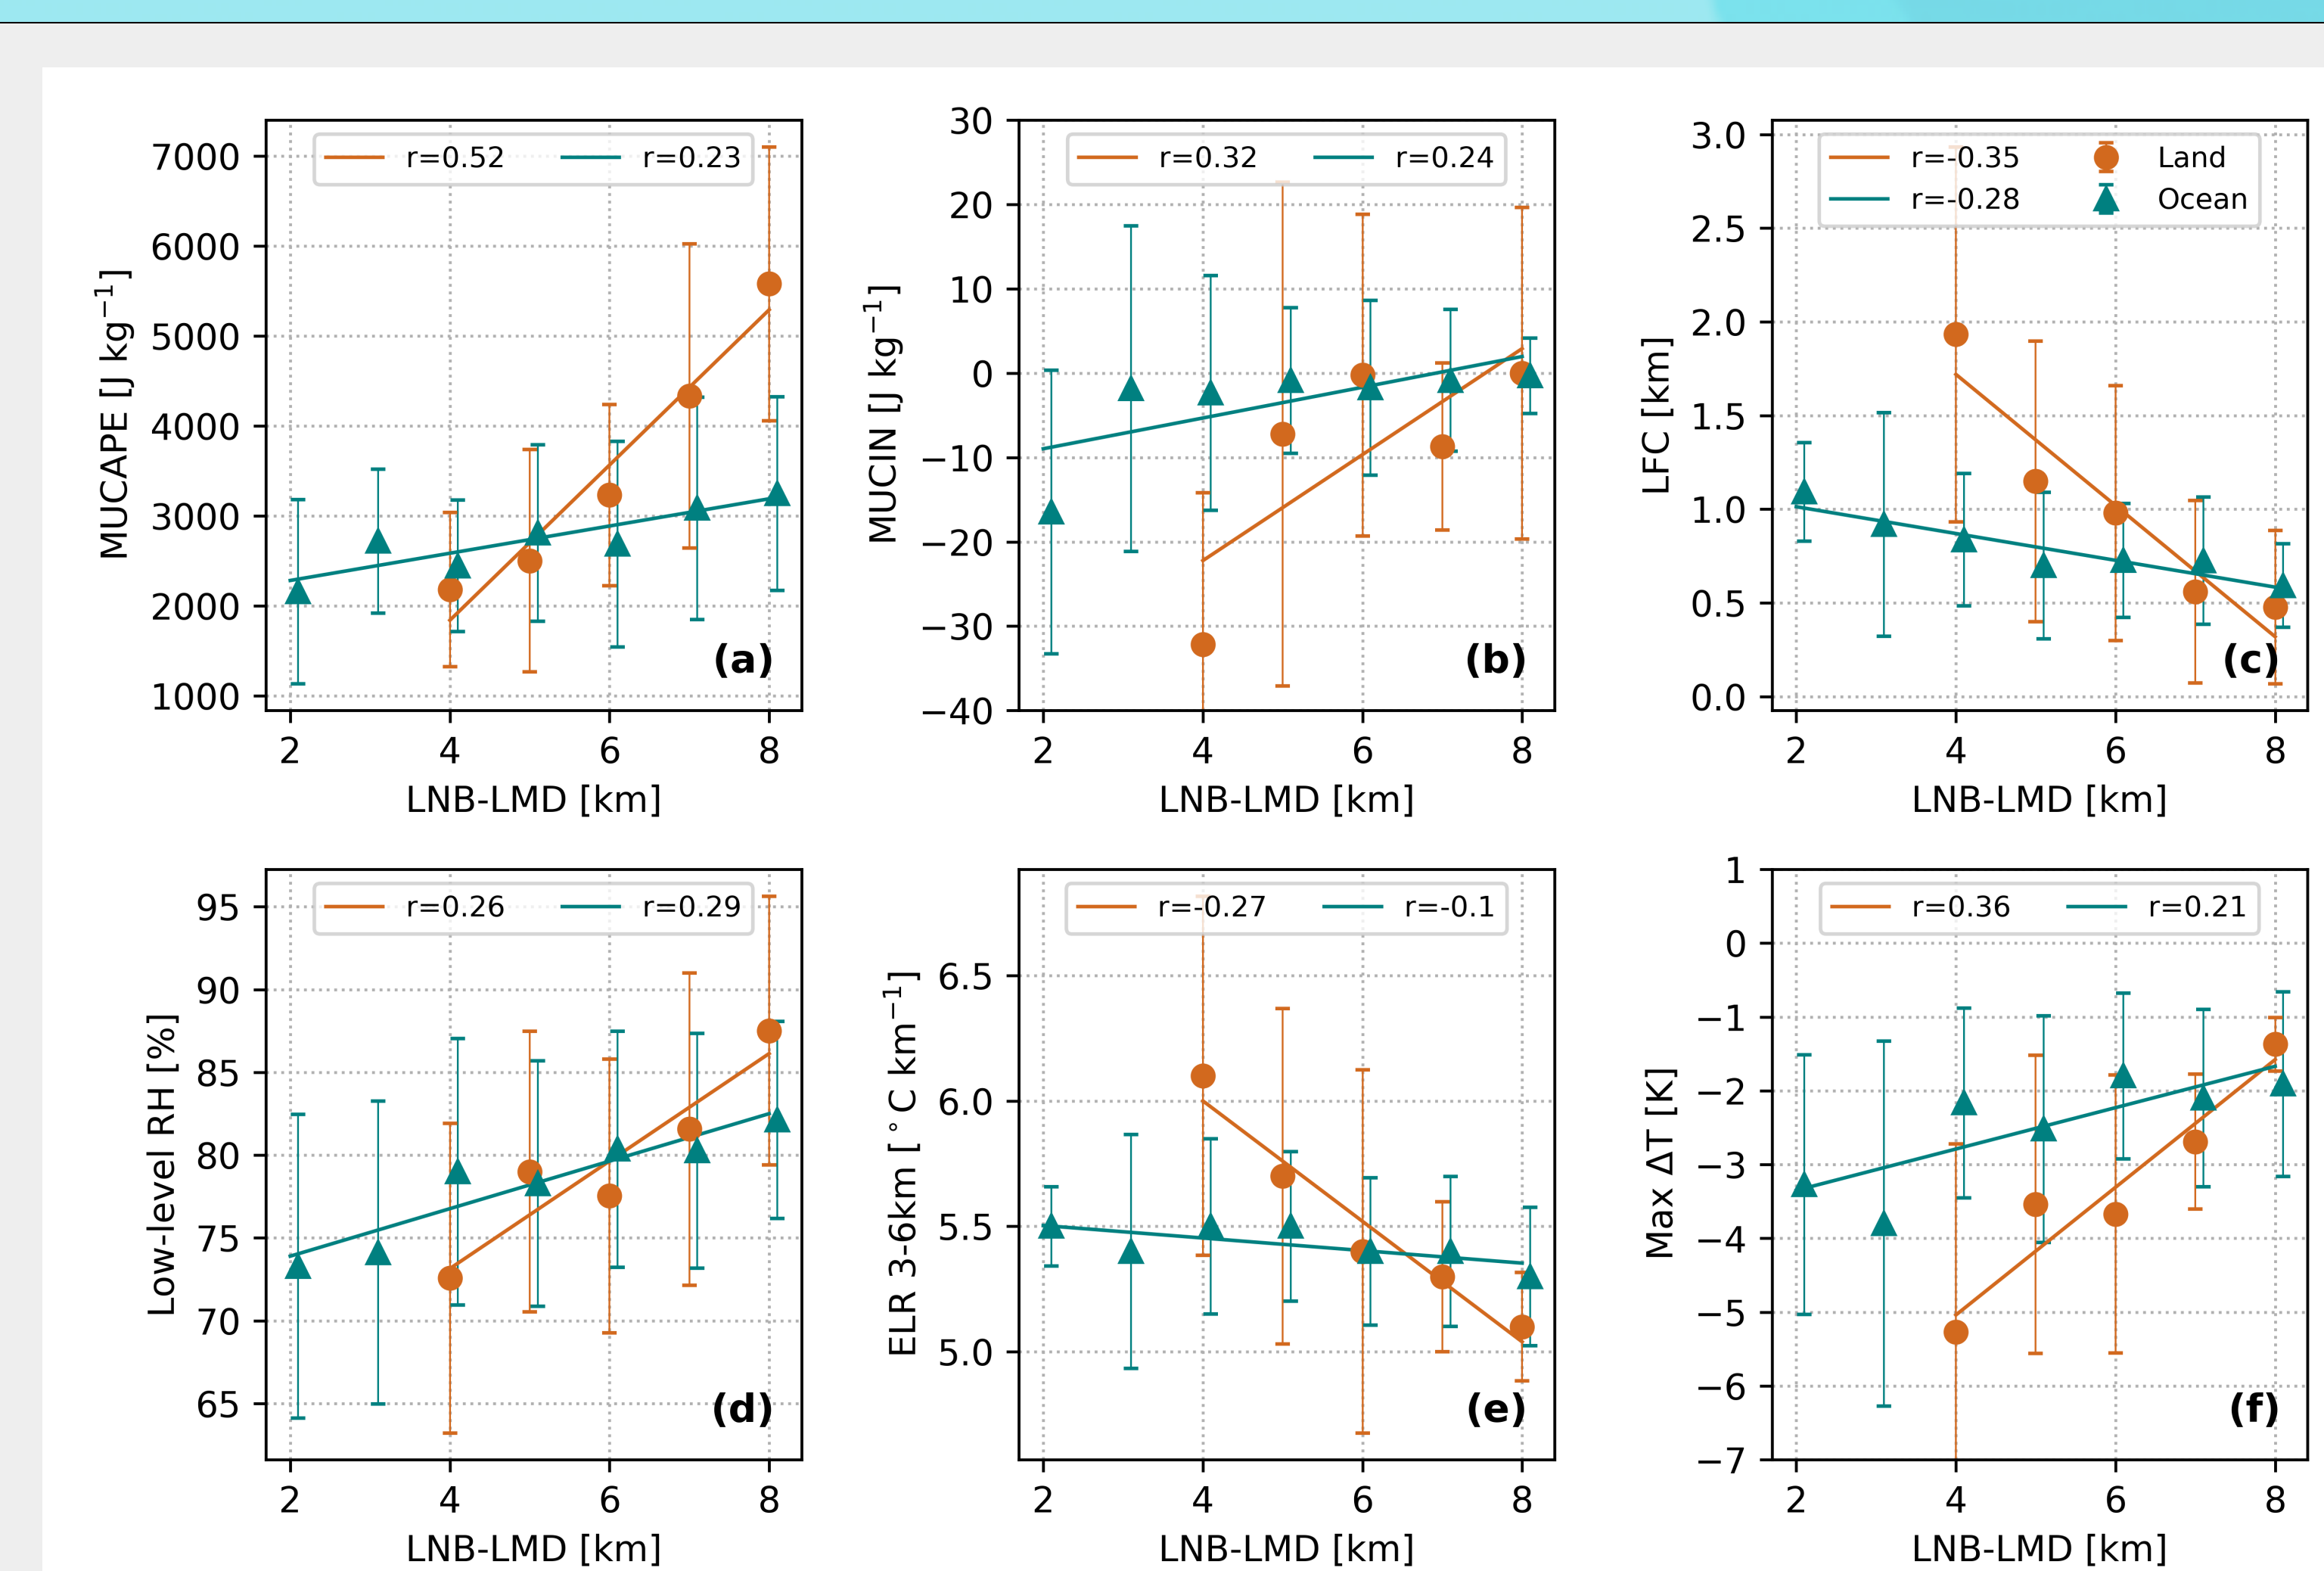 r=0.52 r=0.23
7000
6000
5000
4000
3000
2000
1000
MUCAPE [J kg⁻¹]
(a)
2 4 6 8
LNB-LMD [km]
r=0.32 r=0.24
30
20
10
0
−10
−20
−30
−40
MUCIN [J kg⁻¹]
(b)
2 4 6 8
LNB-LMD [km]
r=-0.35 Land
r=-0.28 Ocean
3.0
2.5
2.0
1.5
1.0
0.5
0.0
LFC [km]
(c)
2 4 6 8
LNB-LMD [km]
r=0.26 r=0.29
95
90
85
80
75
70
65
Low-level RH [%]
(d)
2 4 6 8
LNB-LMD [km]
r=-0.27 r=-0.1
6.5
6.0
5.5
5.0
ELR 3-6km [°C km⁻¹]
(e)
2 4 6 8
LNB-LMD [km]
r=0.36 r=0.21
1
0
−1
−2
−3
−4
−5
−6
−7
Max ΔT [K]
(f)
2 4 6 8
LNB-LMD [km]